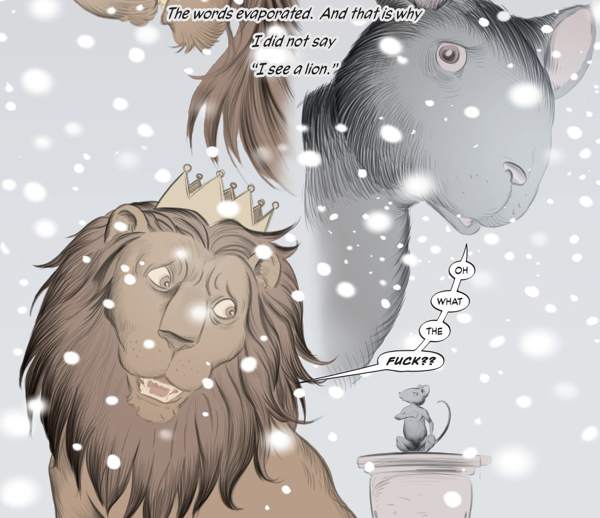 The words evaporated. And that is why
I did not say
“I see a lion.”
OH
WHAT
THE
FUCK??